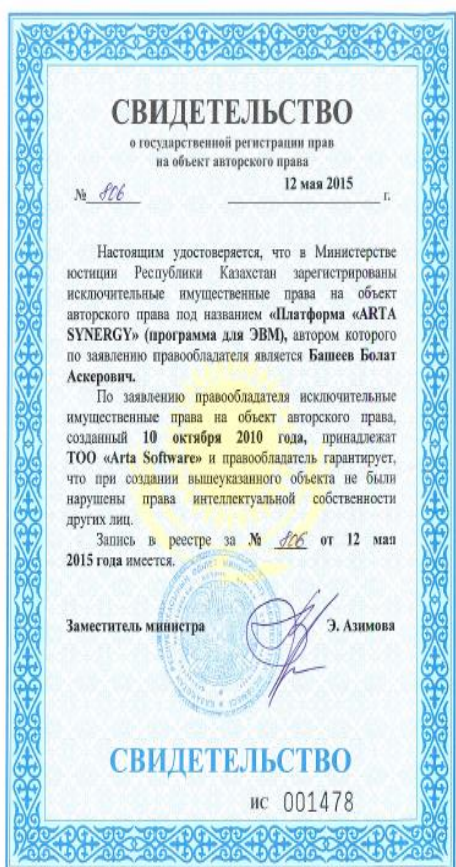 СВИДЕТЕЛЬСТВО
о государственной регистрации прав
на объект авторского права
№ 806 12 мая 2015 г.
Настоящим удостоверяется, что в Министерстве
юстиции Республики Казахстан зарегистрированы
исключительные имущественные права на объект
авторского права под названием «Платформа «ARTA
SYNERGY» (программа для ЭВМ), автором которого
по заявлению правообладателя является Башеев Болат
Аскерович.
По заявлению правообладателя исключительные
имущественные права на объект авторского права,
созданный 10 октября 2010 года, принадлежат
ТОО «Arta Software» и правообладатель гарантирует,
что при создании вышеуказанного объекта не были
нарушены права интеллектуальной собственности
других лиц.
Запись в реестре за № 806 от 12 мая
2015 года имеется.
Заместитель министра Э. Азимова
СВИДЕТЕЛЬСТВО
ИС 001478